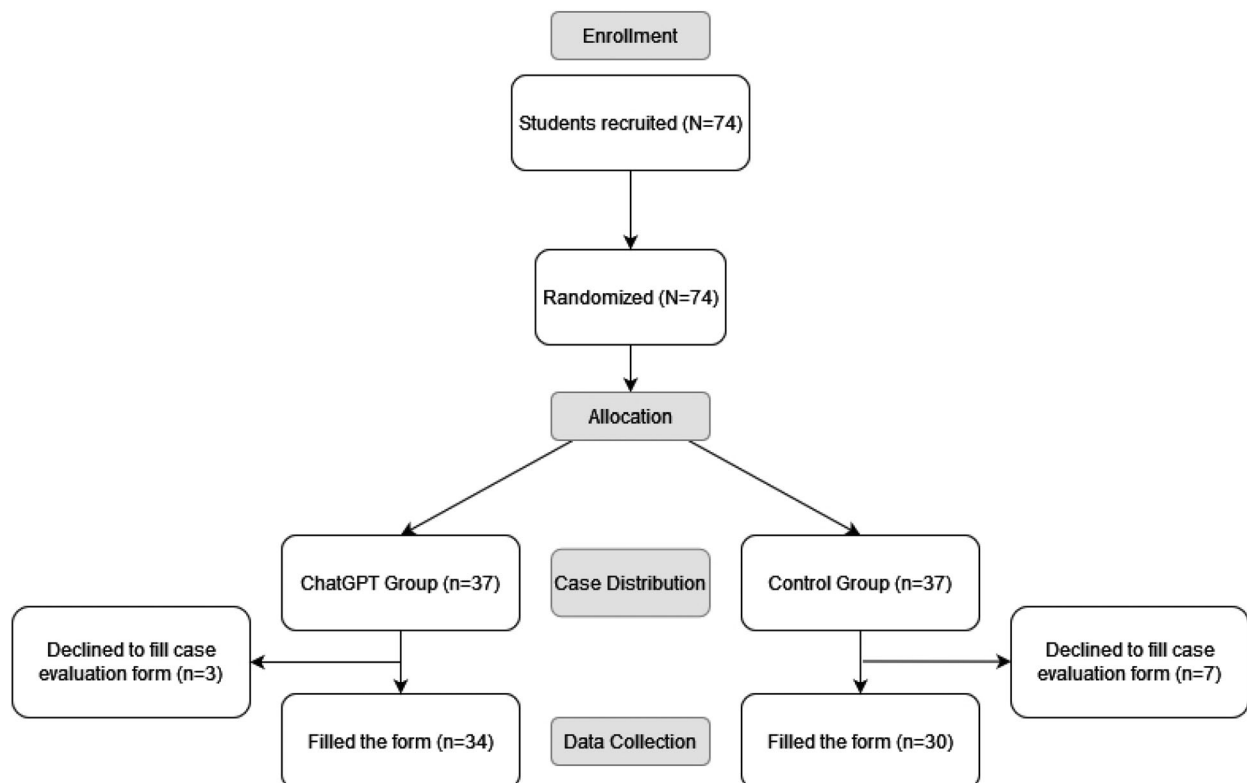 Enrollment
Students recruited (N=74)
Randomized (N=74)
Allocation
ChatGPT Group (n=37)
Case Distribution
Control Group (n=37)
Declined to fill case
evaluation form (n=3)
Declined to fill case
evaluation form (n=7)
Filled the form (n=34)
Data Collection
Filled the form (n=30)